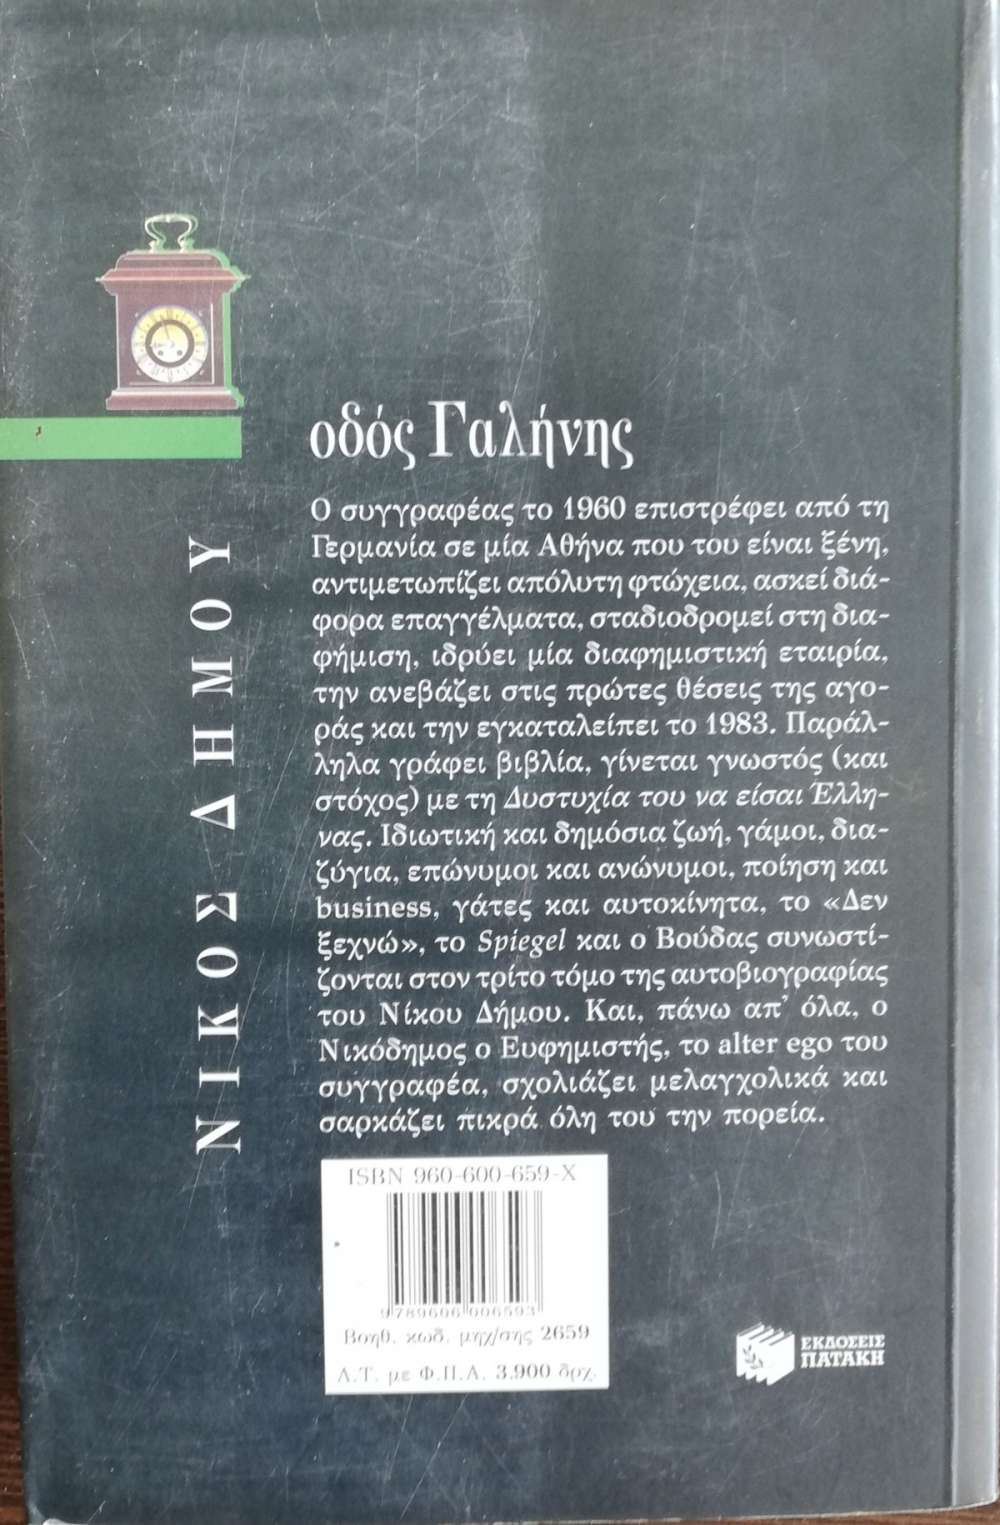 οδός Γαλήνης
Ο συγγραφέας το 1960 επιστρέφει από τη
Γερμανία σε μία Αθήνα που του είναι ξένη,
αντιμετωπίζει απόλυτη φτώχεια, ασκεί διά-
φορα επαγγέλματα, σταδιοδρομεί στη δια-
φήμιση, ιδρύει μία διαφημιστική εταιρία,
την ανεβάζει στις πρώτες θέσεις της αγο-
ράς και την εγκαταλείπει το 1983. Παράλ-
ληλα γράφει βιβλία, γίνεται γνωστός (και
στόχος) με τη Δυστυχία του να είσαι Έλλη-
νας. Ιδιωτική και δημόσια ζωή, γάμοι, δια-
ζύγια, επώνυμοι και ανώνυμοι, ποίηση και
business, γάτες και αυτοκίνητα, το «Δεν
ξεχνώ», το Spiegel και ο Βούδας συνωστί-
ζονται στον τρίτο τόμο της αυτοβιογραφίας
του Νίκου Δήμου. Και, πάνω απ' όλα, ο
Νικόδημος ο Ευφημιστής, το alter ego του
συγγραφέα, σχολιάζει μελαγχολικά και
σαρκάζει πικρά όλη του την πορεία.
ΝΙΚΟΣ ΔΗΜΟΥ
ISBN 960-600-659-X
9 789606 006593
Βοηθ. κωδ. μηχ/σης 2659
Λ.Τ. με Φ.Π.Α. 3.900 δρχ.
ΕΚΔΟΣΕΙΣ
ΠΑΤΑΚΗ